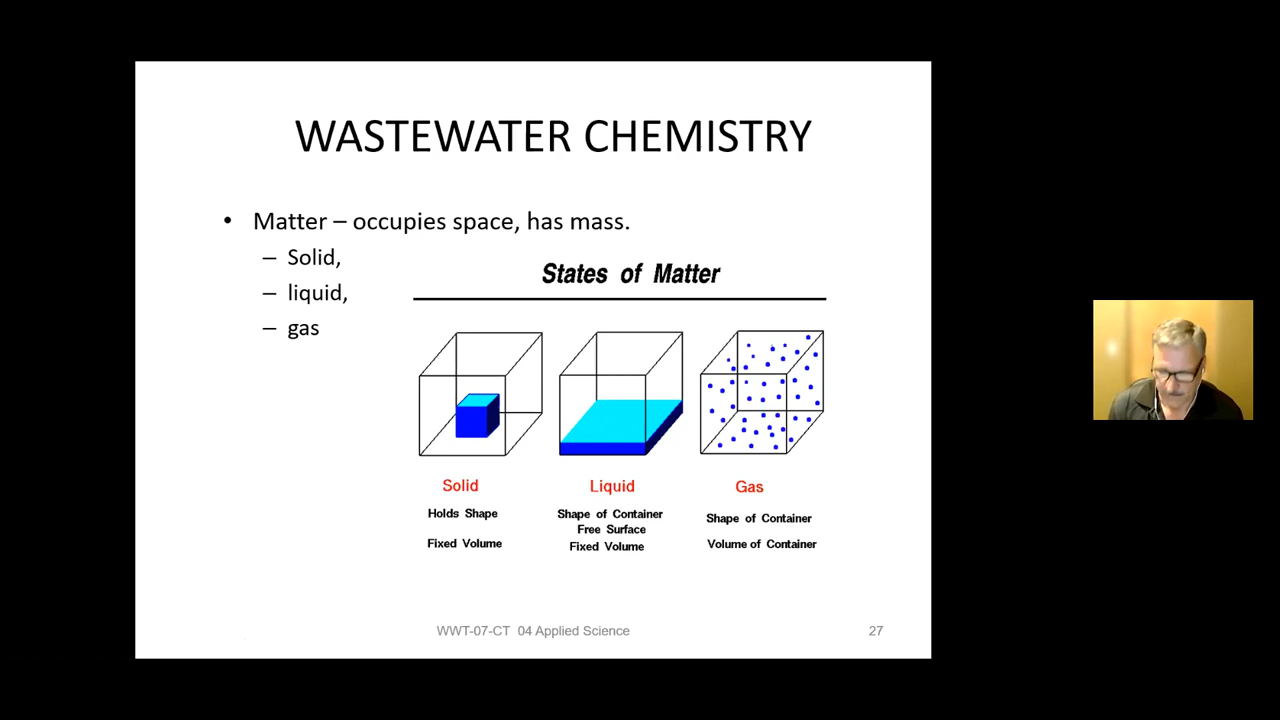 WASTEWATER CHEMISTRY
• Matter – occupies space, has mass.
– Solid,
– liquid,
– gas
States of Matter
Solid
Holds Shape
Fixed Volume
Liquid
Shape of Container
Free Surface
Fixed Volume
Gas
Shape of Container
Volume of Container
WWT-07-CT 04 Applied Science
27